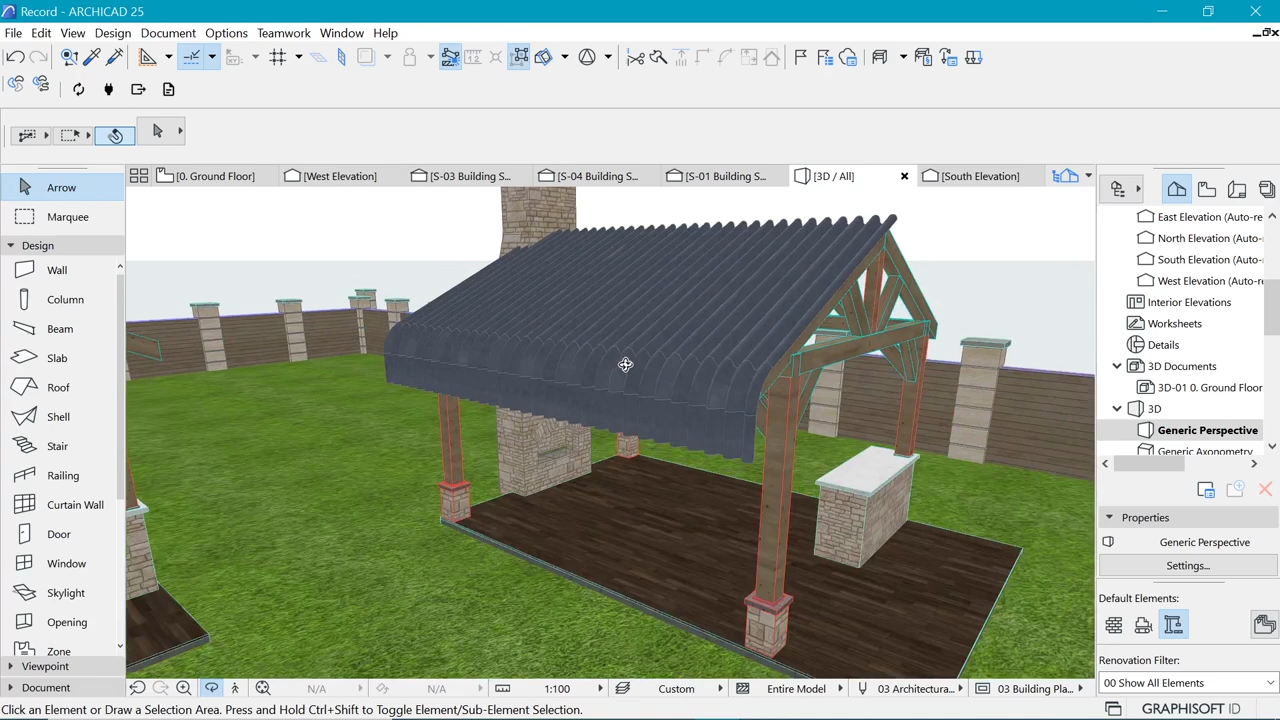 Record - ARCHICAD 25
File Edit View Design Document Options Teamwork Window Help
[0. Ground Floor]
[West Elevation]
[S-03 Building S...
[S-04 Building S...
[S-01 Building S...
[3D / All]
[South Elevation]
Arrow
Marquee
Design
Wall
Column
Beam
Slab
Roof
Shell
Stair
Railing
Curtain Wall
Door
Window
Skylight
Opening
Zone
Viewpoint
Document
East Elevation (Auto-re
North Elevation (Auto-
South Elevation (Auto-
West Elevation (Auto-re
Interior Elevations
Worksheets
Details
3D Documents
3D-01 0. Ground Floor
3D
Generic Perspective
Generic Axonometry
Properties
Generic Perspective
Settings...
Default Elements:
Renovation Filter:
00 Show All Elements
N/A
N/A
1:100
Custom
Entire Model
03 Architectura...
03 Building Pla...
Click an Element or Draw a Selection Area. Press and Hold Ctrl+Shift to Toggle Element/Sub-Element Selection.
GRAPHISOFT ID